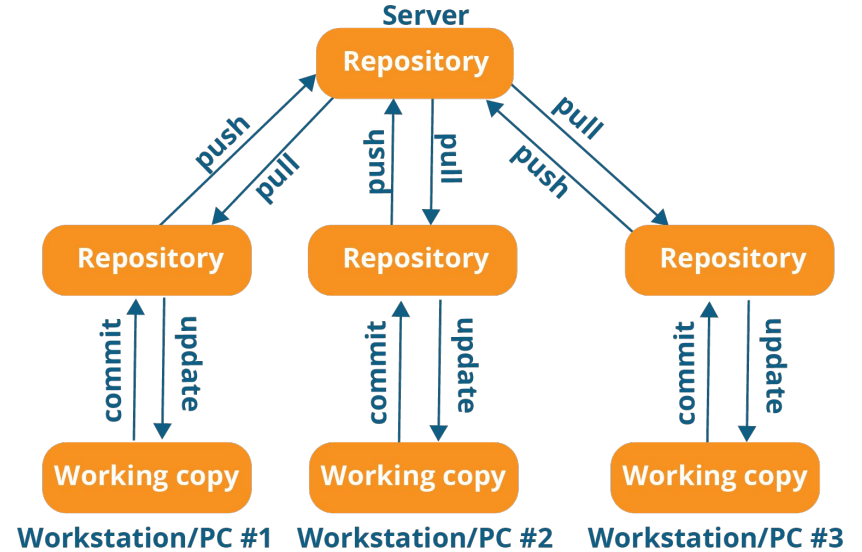 Server
Repository
push
pull
push
pull
push
pull
Repository
Repository
Repository
commit
update
commit
update
commit
update
Working copy
Working copy
Working copy
Workstation/PC #1
Workstation/PC #2
Workstation/PC #3